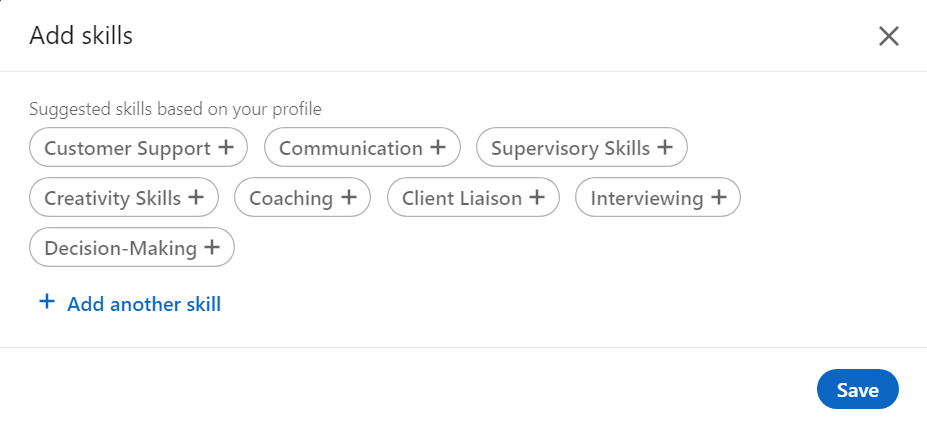 Add skills
Suggested skills based on your profile
Customer Support + Communication + Supervisory Skills +
Creativity Skills + Coaching + Client Liaison + Interviewing +
Decision-Making +
+ Add another skill
Save